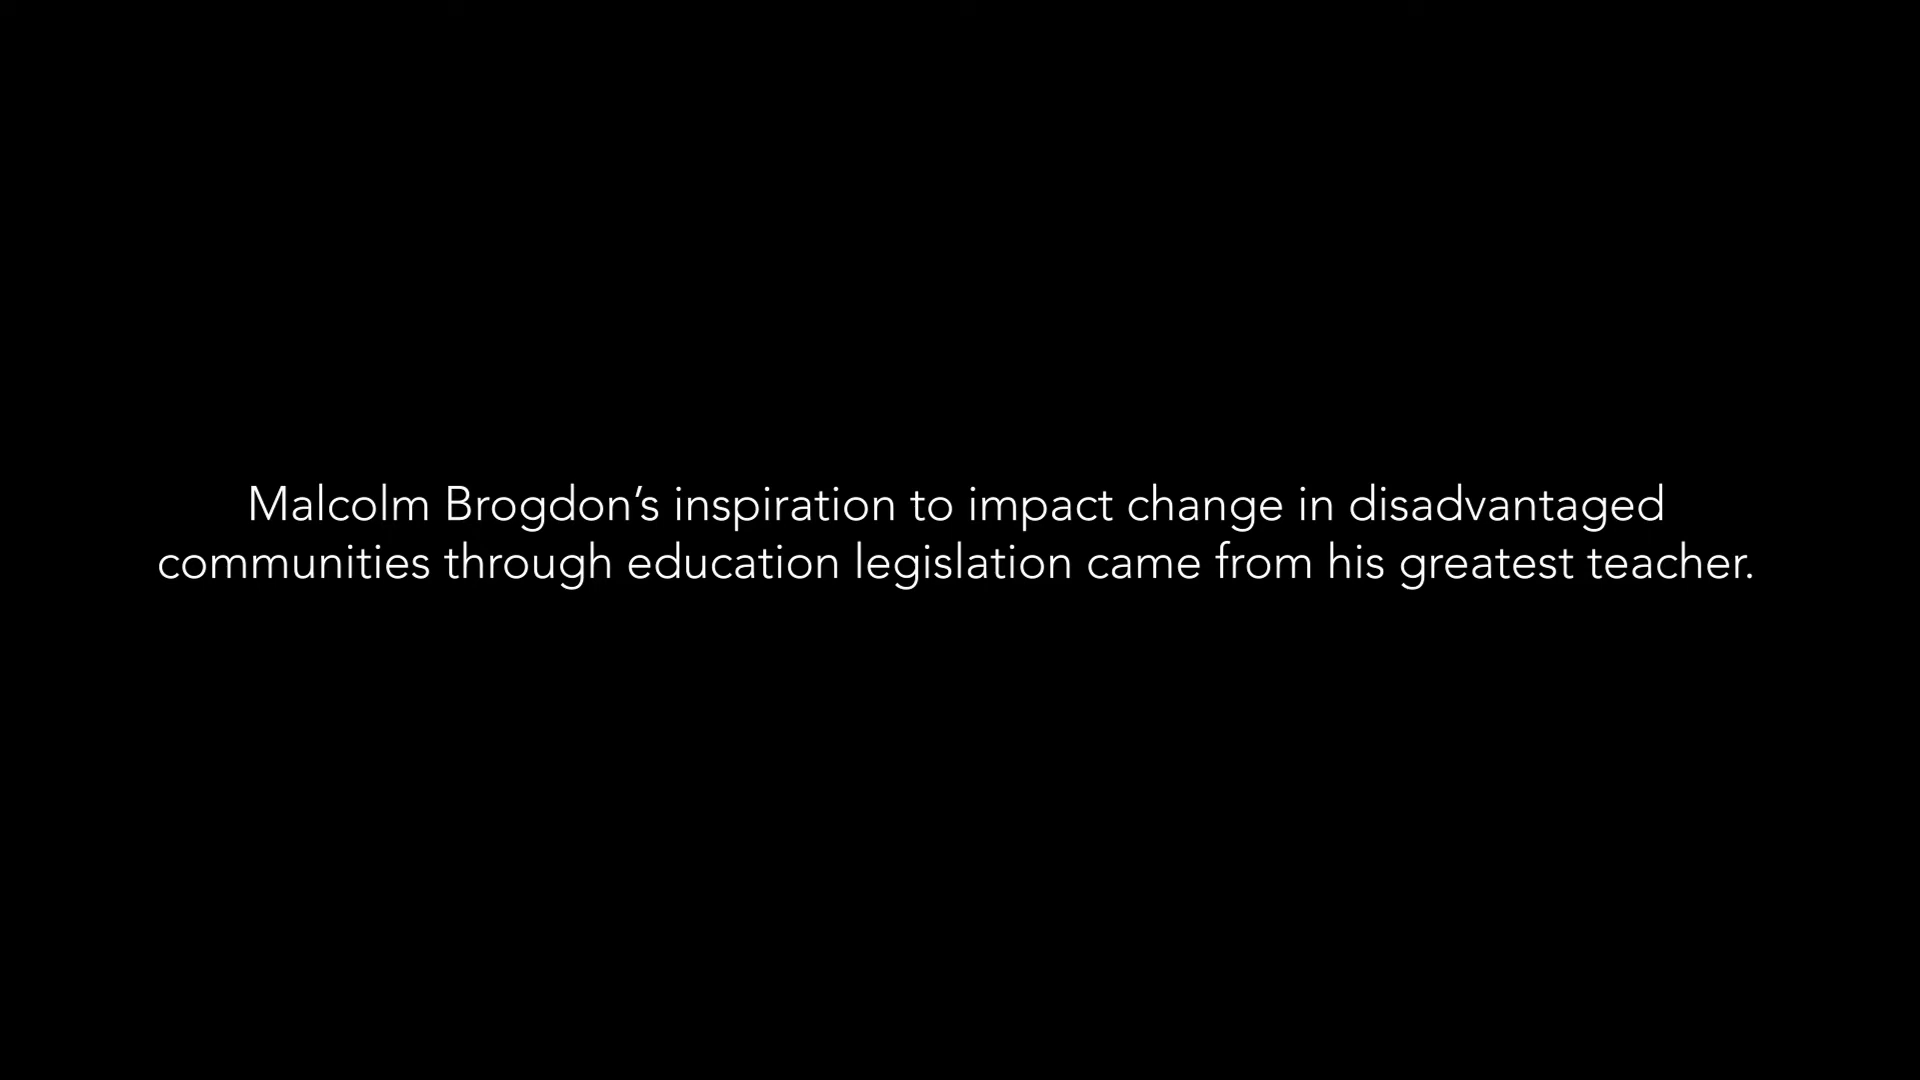 Malcolm Brogdon’s inspiration to impact change in disadvantaged
communities through education legislation came from his greatest teacher.